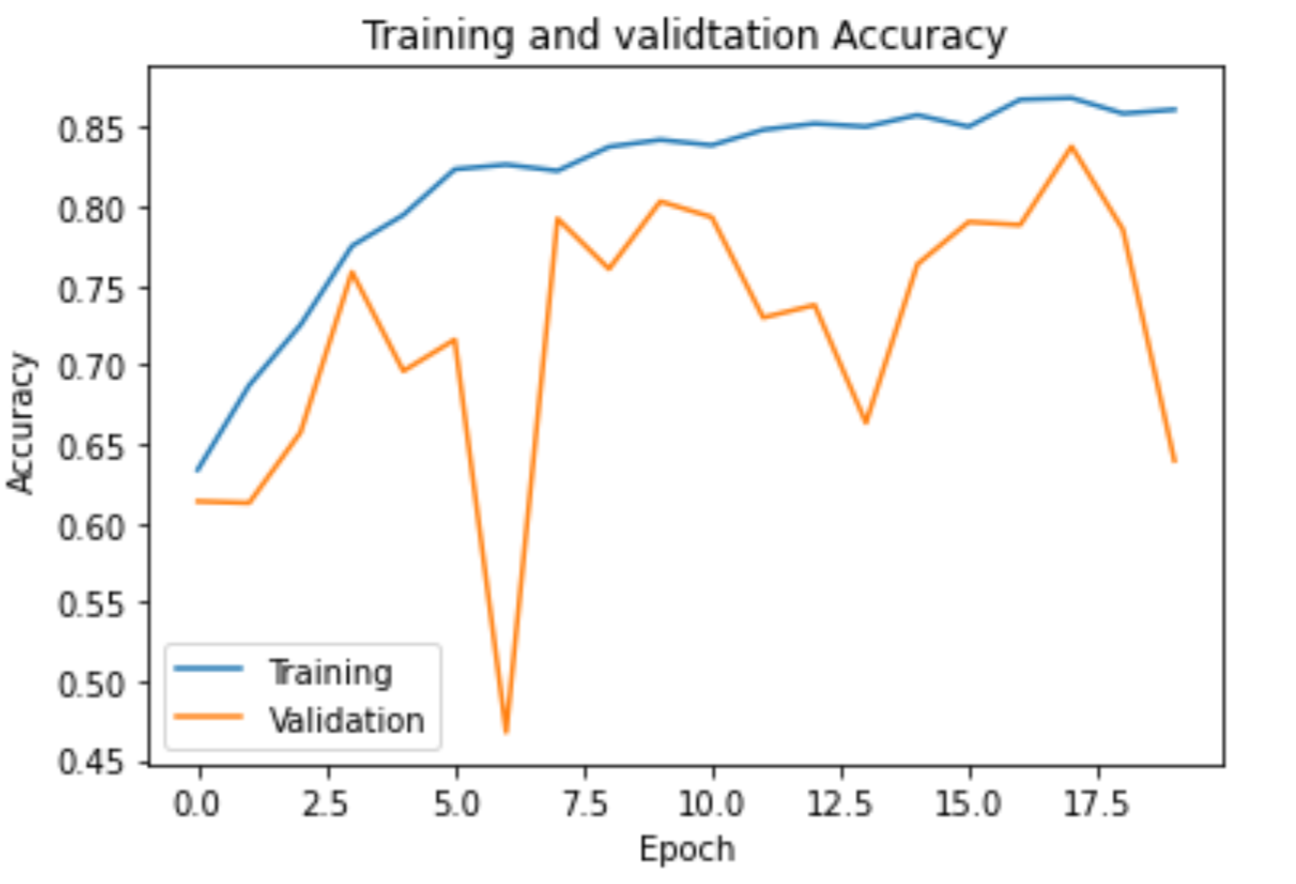 Training and validtation Accuracy
Accuracy
0.85
0.80
0.75
0.70
0.65
0.60
0.55
0.50
0.45
Training
Validation
0.0 2.5 5.0 7.5 10.0 12.5 15.0 17.5
Epoch